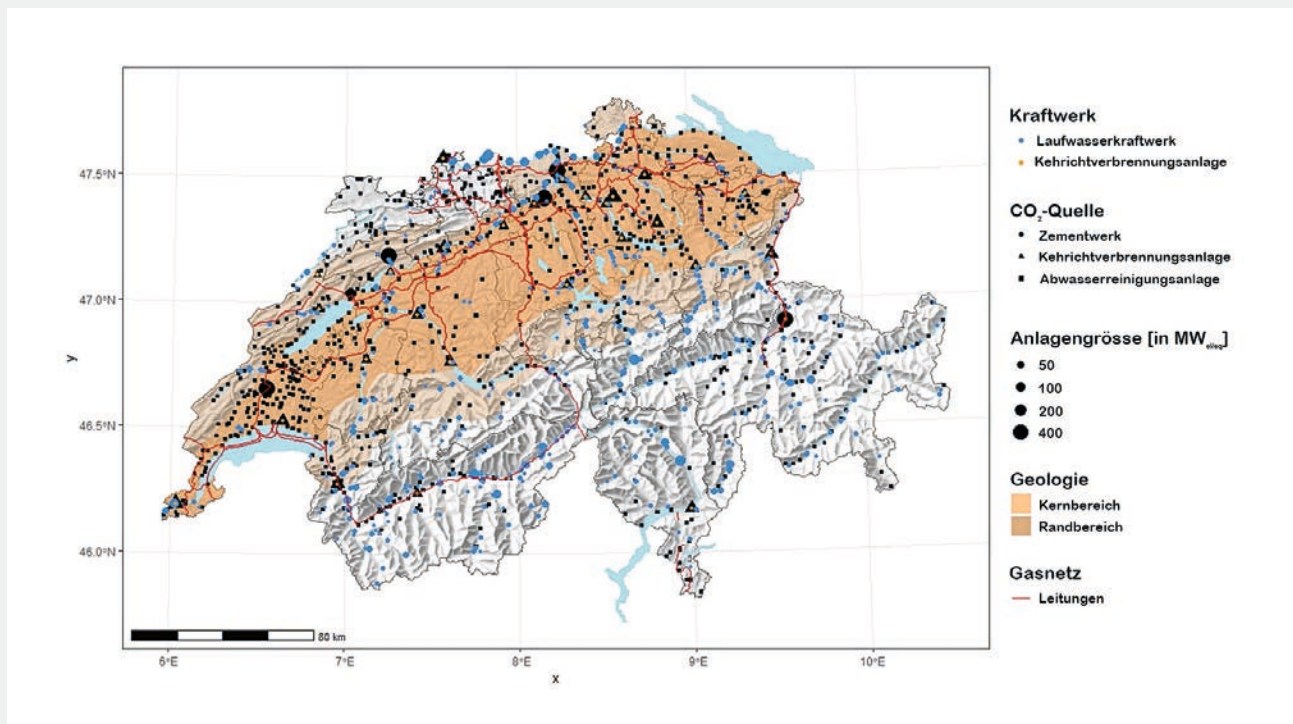 Kraftwerk
Laufwasserkraftwerk
Kehrichtverbrennungsanlage
CO₂-Quelle
Zementwerk
Kehrichtverbrennungsanlage
Abwasserreinigungsanlage
Anlagengrösse [in MW
50
100
200
400
Geologie
Kernbereich
Randbereich
Gasnetz
Leitungen
47.5°N
47.0°N
46.5°N
46.0°N
y
80 km
6°E 7°E 8°E 9°E 10°E
x